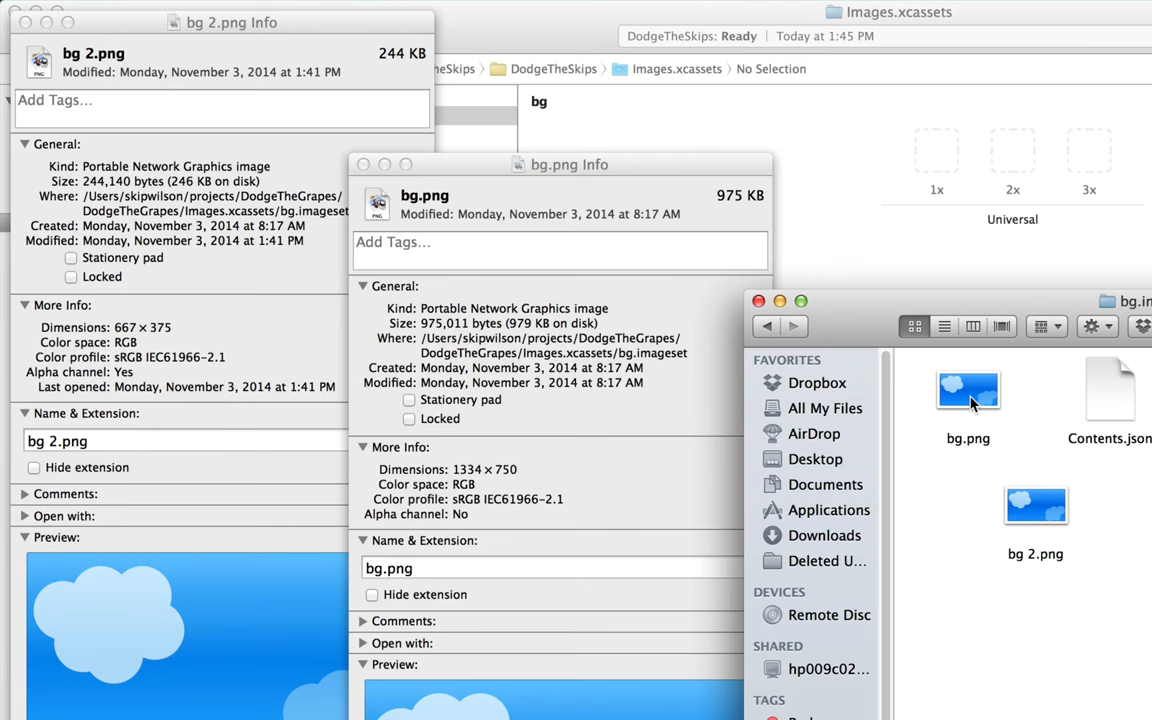 bg 2.png Info
bg 2.png
244 KB
Modified: Monday, November 3, 2014 at 1:41 PM
Add Tags...
General:
Kind: Portable Network Graphics image
Size: 244,140 bytes (246 KB on disk)
Where: /Users/skipwilson/projects/DodgeTheGrapes/
DodgeTheGrapes/Images.xcassets/bg.imageset
Created: Monday, November 3, 2014 at 8:17 AM
Modified: Monday, November 3, 2014 at 1:41 PM
Stationery pad
Locked
More Info:
Dimensions: 667 × 375
Color space: RGB
Color profile: sRGB IEC61966-2.1
Alpha channel: Yes
Last opened: Monday, November 3, 2014 at 1:41 PM
Name & Extension:
bg 2.png
Hide extension
Comments:
Open with:
Preview:
PNG
Images.xcassets
DodgeTheSkips: Ready | Today at 1:45 PM
heSkips
DodgeTheSkips
Images.xcassets
No Selection
bg
1x
2x
3x
Universal
bg.png Info
bg.png
975 KB
Modified: Monday, November 3, 2014 at 8:17 AM
Add Tags...
General:
Kind: Portable Network Graphics image
Size: 975,011 bytes (979 KB on disk)
Where: /Users/skipwilson/projects/DodgeTheGrapes/
DodgeTheGrapes/Images.xcassets/bg.imageset
Created: Monday, November 3, 2014 at 8:17 AM
Modified: Monday, November 3, 2014 at 8:17 AM
Stationery pad
Locked
More Info:
Dimensions: 1334 × 750
Color space: RGB
Color profile: sRGB IEC61966-2.1
Alpha channel: No
Name & Extension:
bg.png
Hide extension
Comments:
Open with:
Preview:
PNG
bg.in
FAVORITES
Dropbox
All My Files
AirDrop
Desktop
Documents
Applications
Downloads
Deleted U...
DEVICES
Remote Disc
SHARED
hp009c02...
TAGS
bg.png
Contents.json
bg 2.png